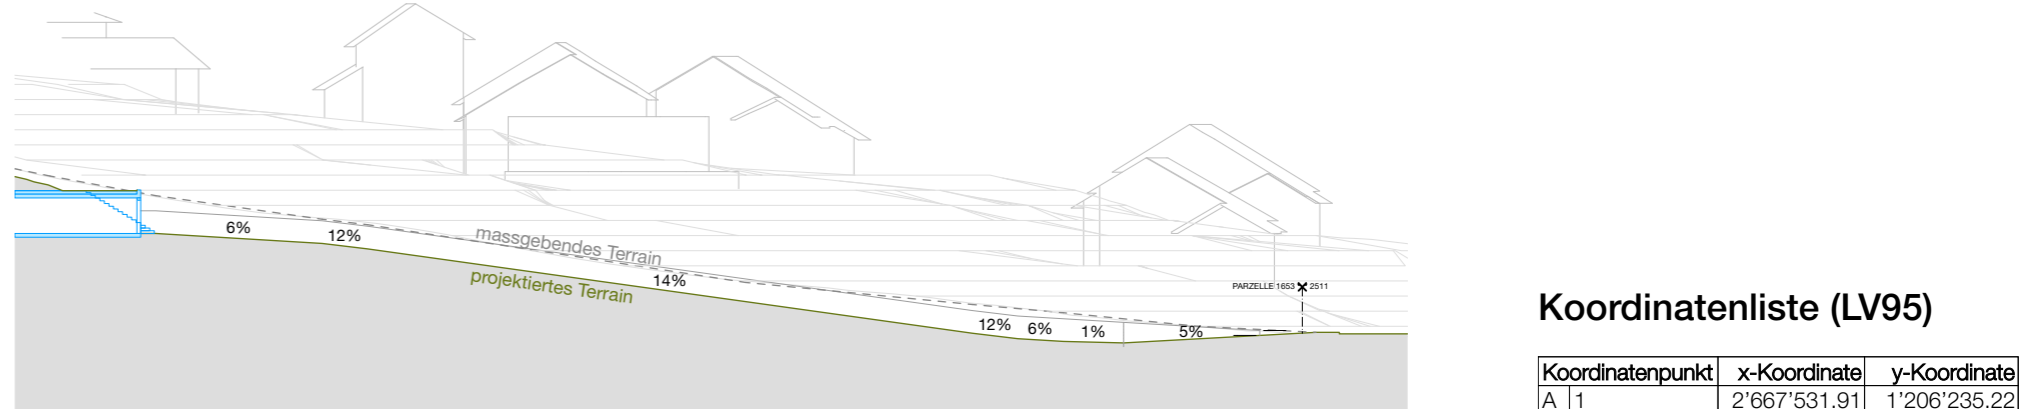 6%
12%
massgebendes Terrain
projektiertes Terrain
14%
PARZELLE 1653 2511
12% 6% 1% 5%
Koordinatenliste (LV95)
Koordinatenpunkt x-Koordinate y-Koordinate
A 1 2'667'531.91 1'206'235.22